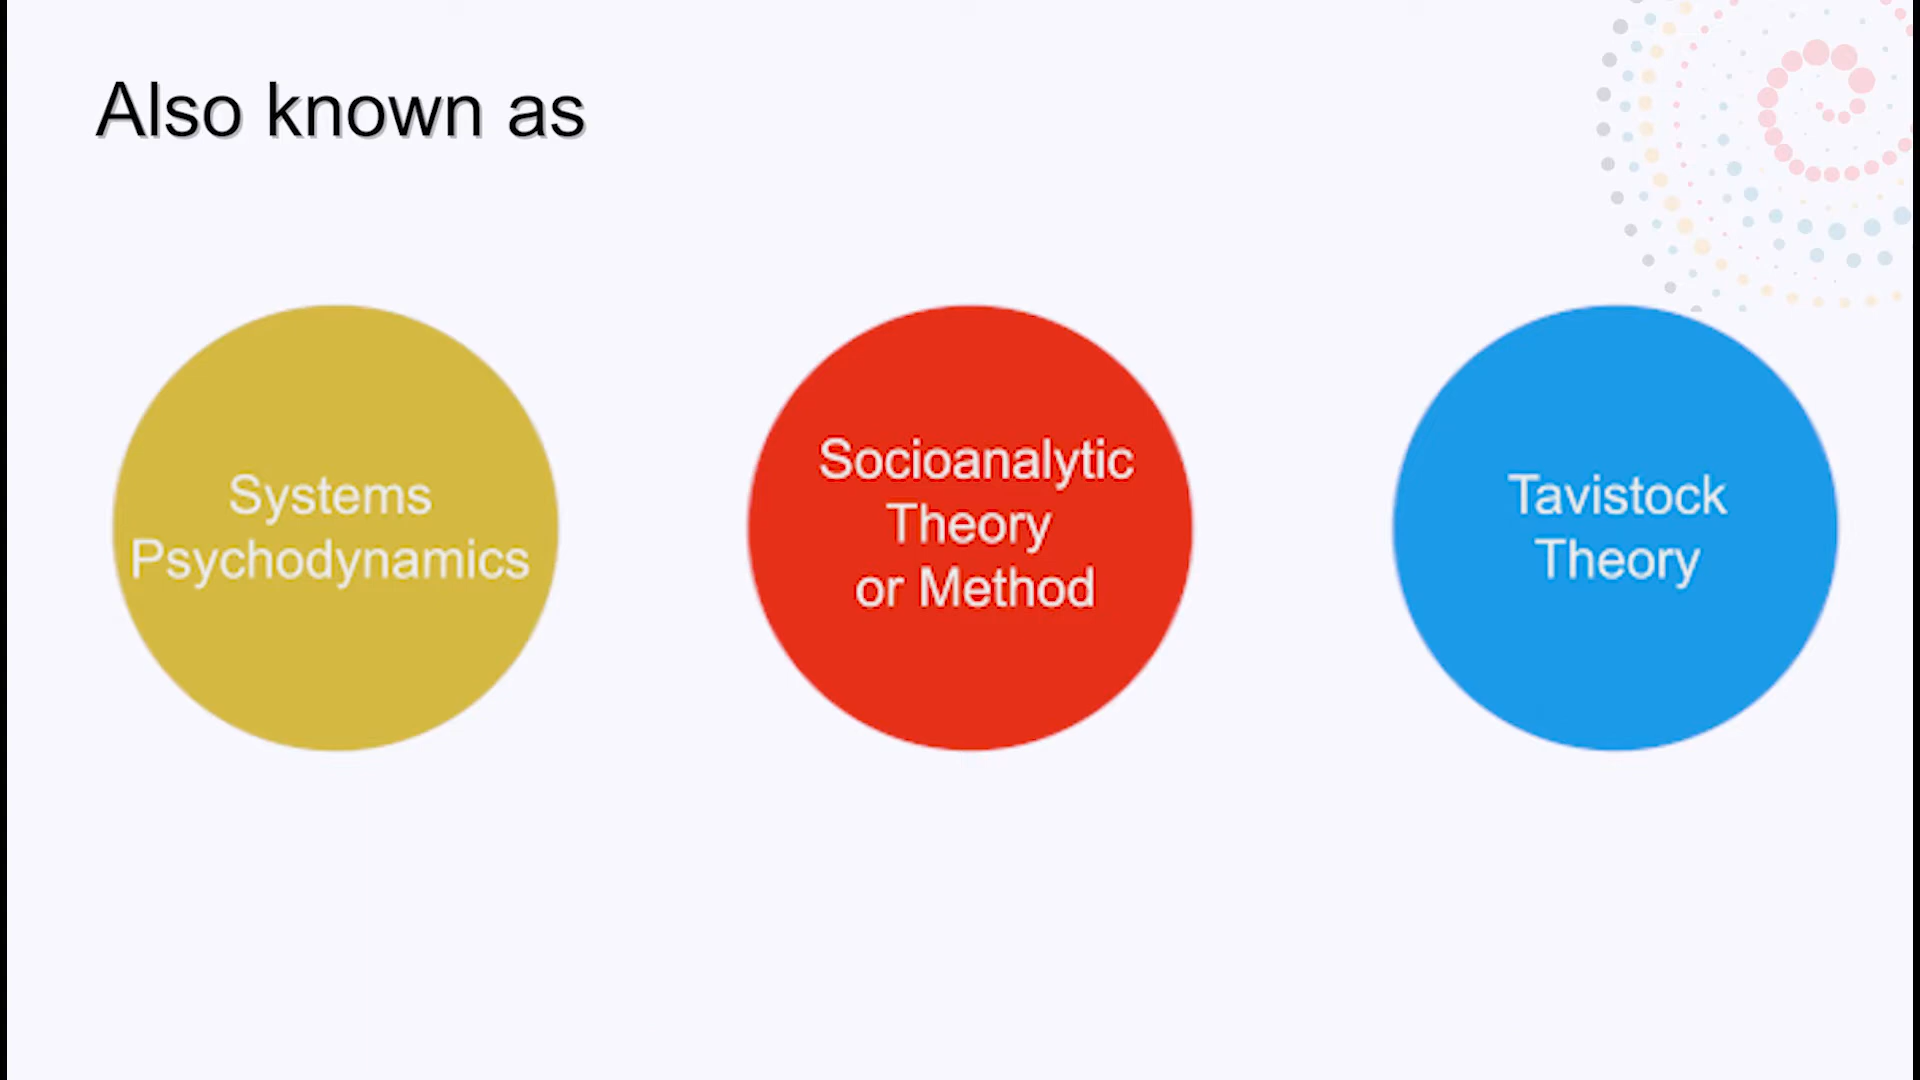 Also known as
Systems
Psychodynamics
Socioanalytic
Theory
or Method
Tavistock
Theory